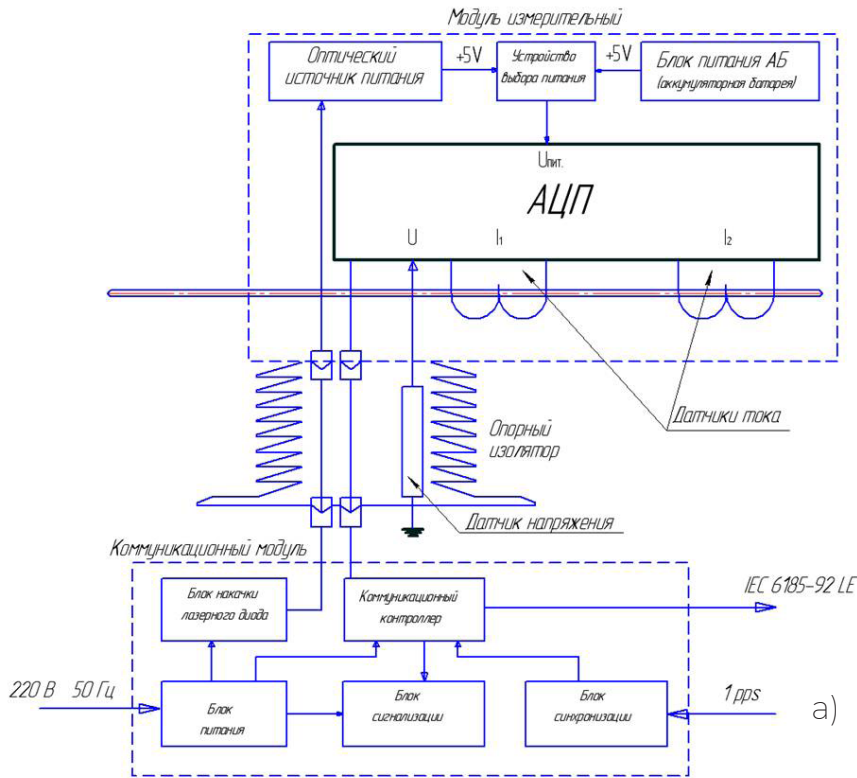 Модуль измерительный
Оптический
источник питания
+5V
Устройство
выбора питания
+5V
Блок питания АБ
(аккумуляторная батарея)
Uпит.
АЦП
U
I1
I2
Датчики тока
Опорный
изолятор
Датчик напряжения
Коммуникационный модуль
Блок накачки
лазерного диода
Коммуникационный
контроллер
IEC 6185-92 LE
220 В 50 Гц
Блок
питания
Блок
сигнализации
Блок
синхронизации
1 pps
а)